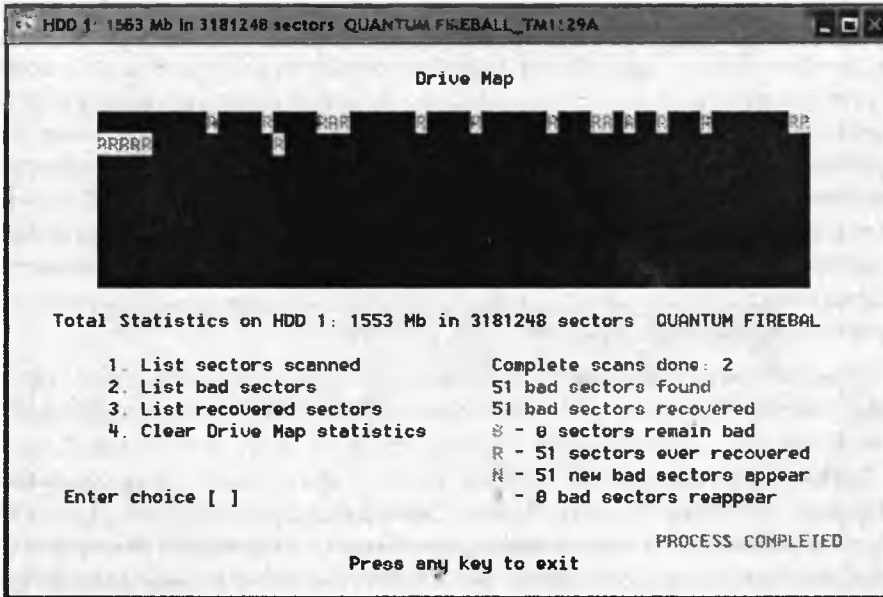 HDD 1: 1553 Mb in 3181248 sectors QUANTUM FIREBALL_TM1129A
Drive Map
R R RRR R R R RR R R R RR
RRRRR R
Total Statistics on HDD 1: 1553 Mb in 3181248 sectors QUANTUM FIREBAL
1. List sectors scanned
2. List bad sectors
3. List recovered sectors
4. Clear Drive Map statistics
Enter choice [ ]
Complete scans done: 2
51 bad sectors found
51 bad sectors recovered
B - 0 sectors remain bad
R - 51 sectors ever recovered
N - 51 new bad sectors appear
- 0 bad sectors reappear
PROCESS COMPLETED
Press any key to exit